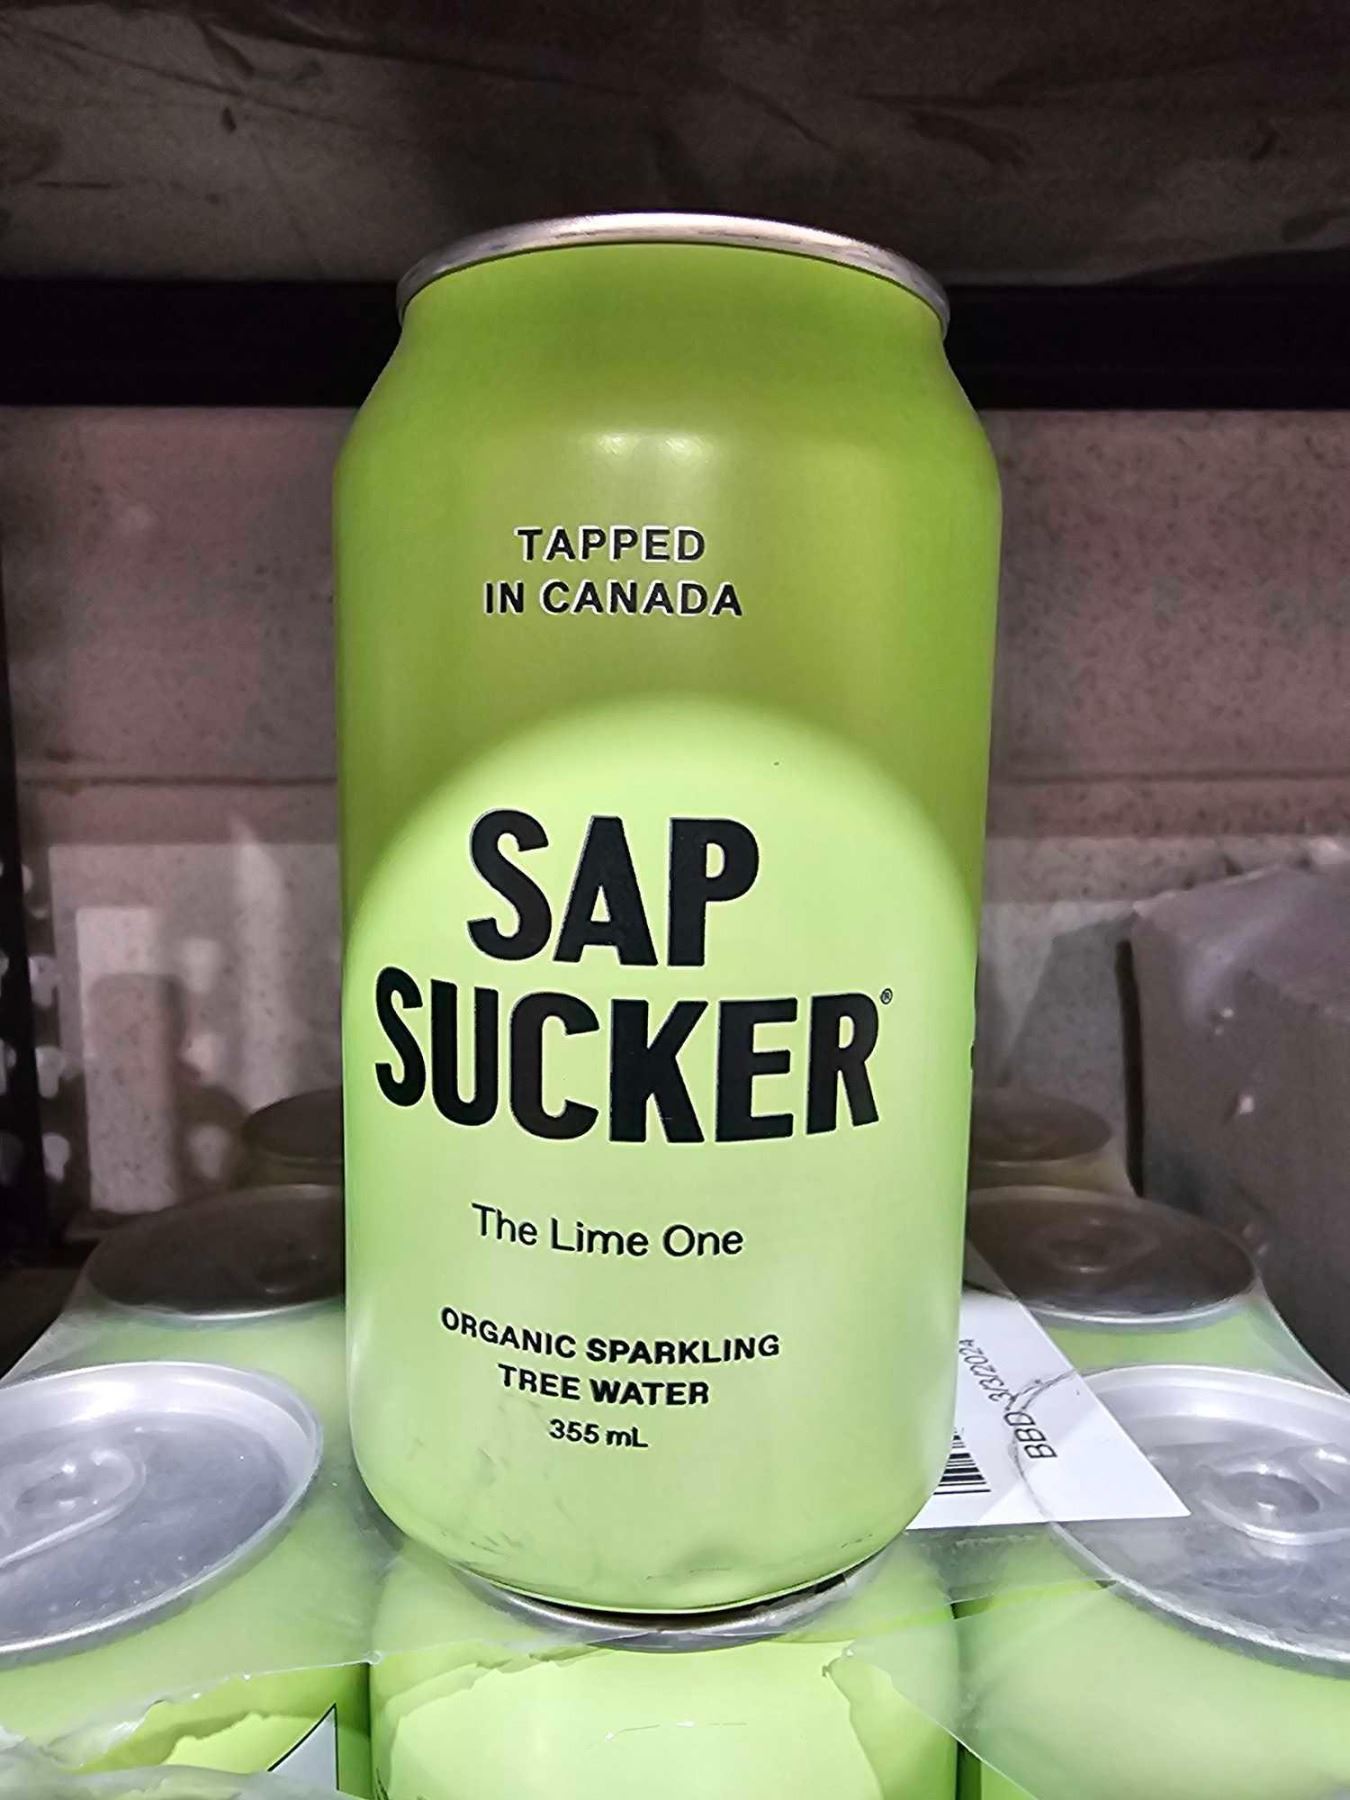 TAPPED
IN CANADA
SAP
SUCKER®
The Lime One
ORGANIC SPARKLING
TREE WATER
355 mL
BBD 3/3/2024